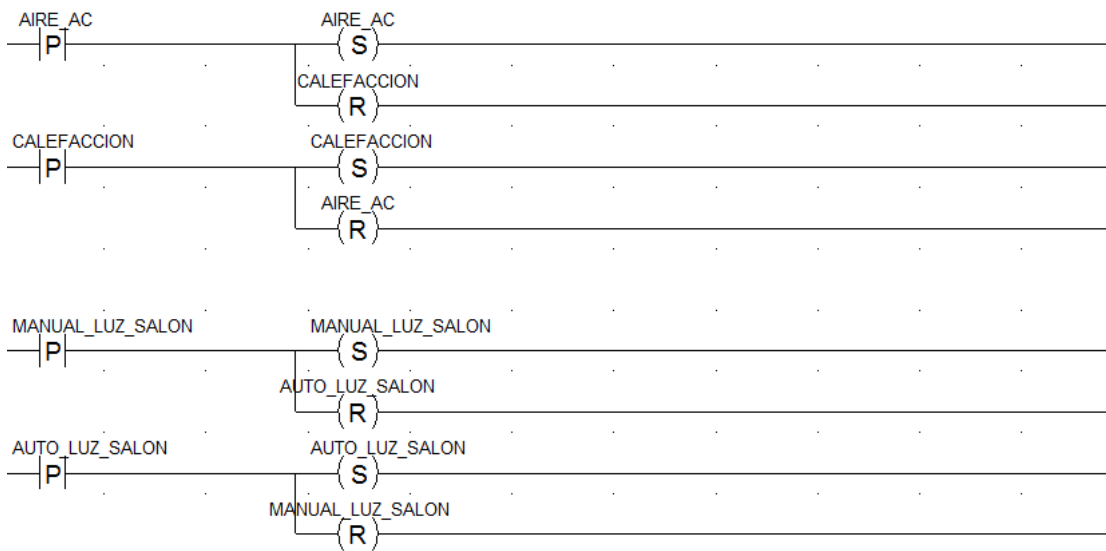 AIRE_AC AIRE_AC
P S
CALEFACCION
R
CALEFACCION CALEFACCION
P S
AIRE_AC
R
MANUAL_LUZ_SALON MANUAL_LUZ_SALON
P S
AUTO_LUZ_SALON
R
AUTO_LUZ_SALON AUTO_LUZ_SALON
P S
MANUAL_LUZ_SALON
R